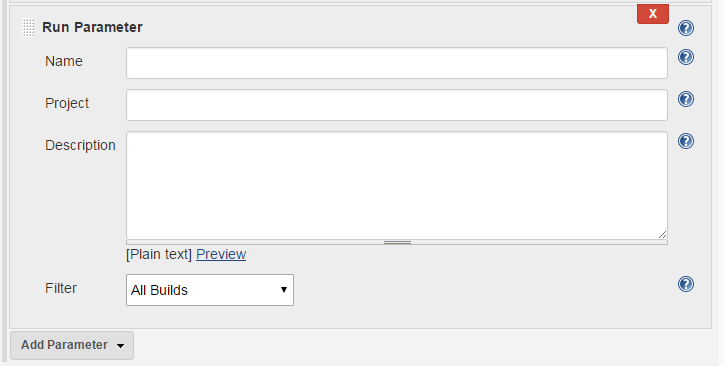 Run Parameter
X
?
Name
?
Project
?
Description
?
[Plain text] Preview
Filter
All Builds
?
Add Parameter